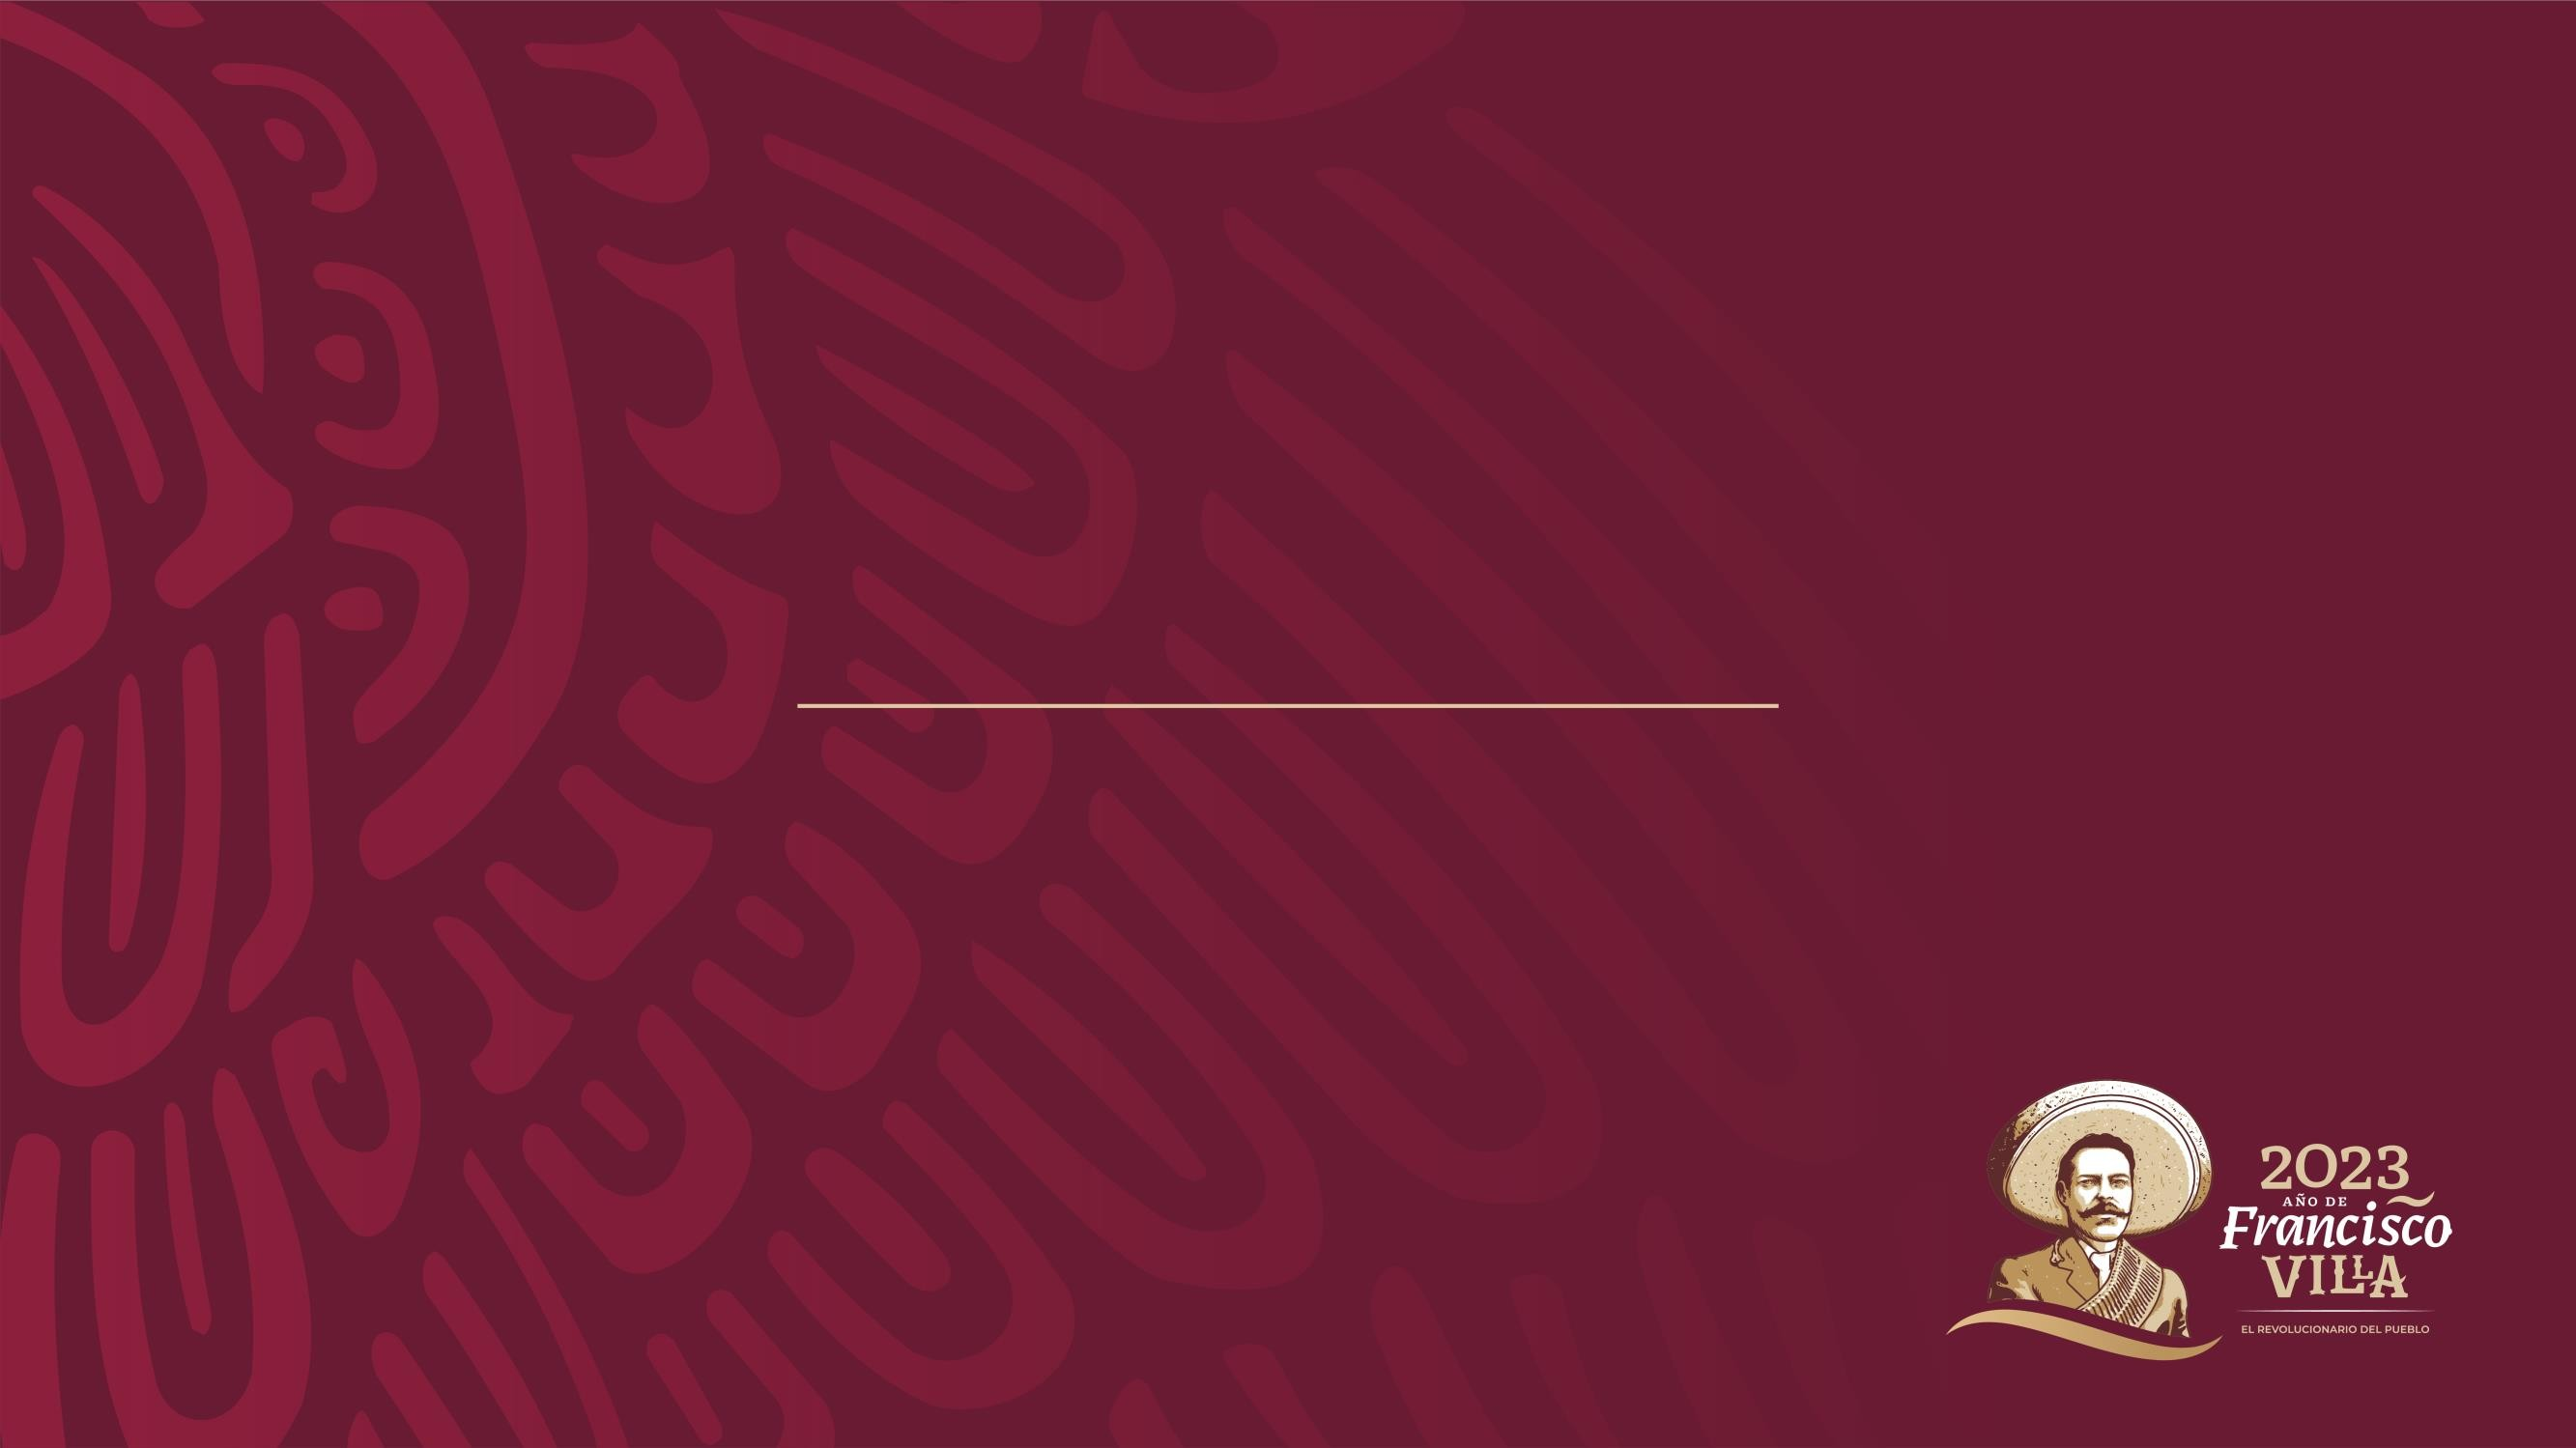 2023
AÑO DE
Francisco
VILLA
EL REVOLUCIONARIO DEL PUEBLO